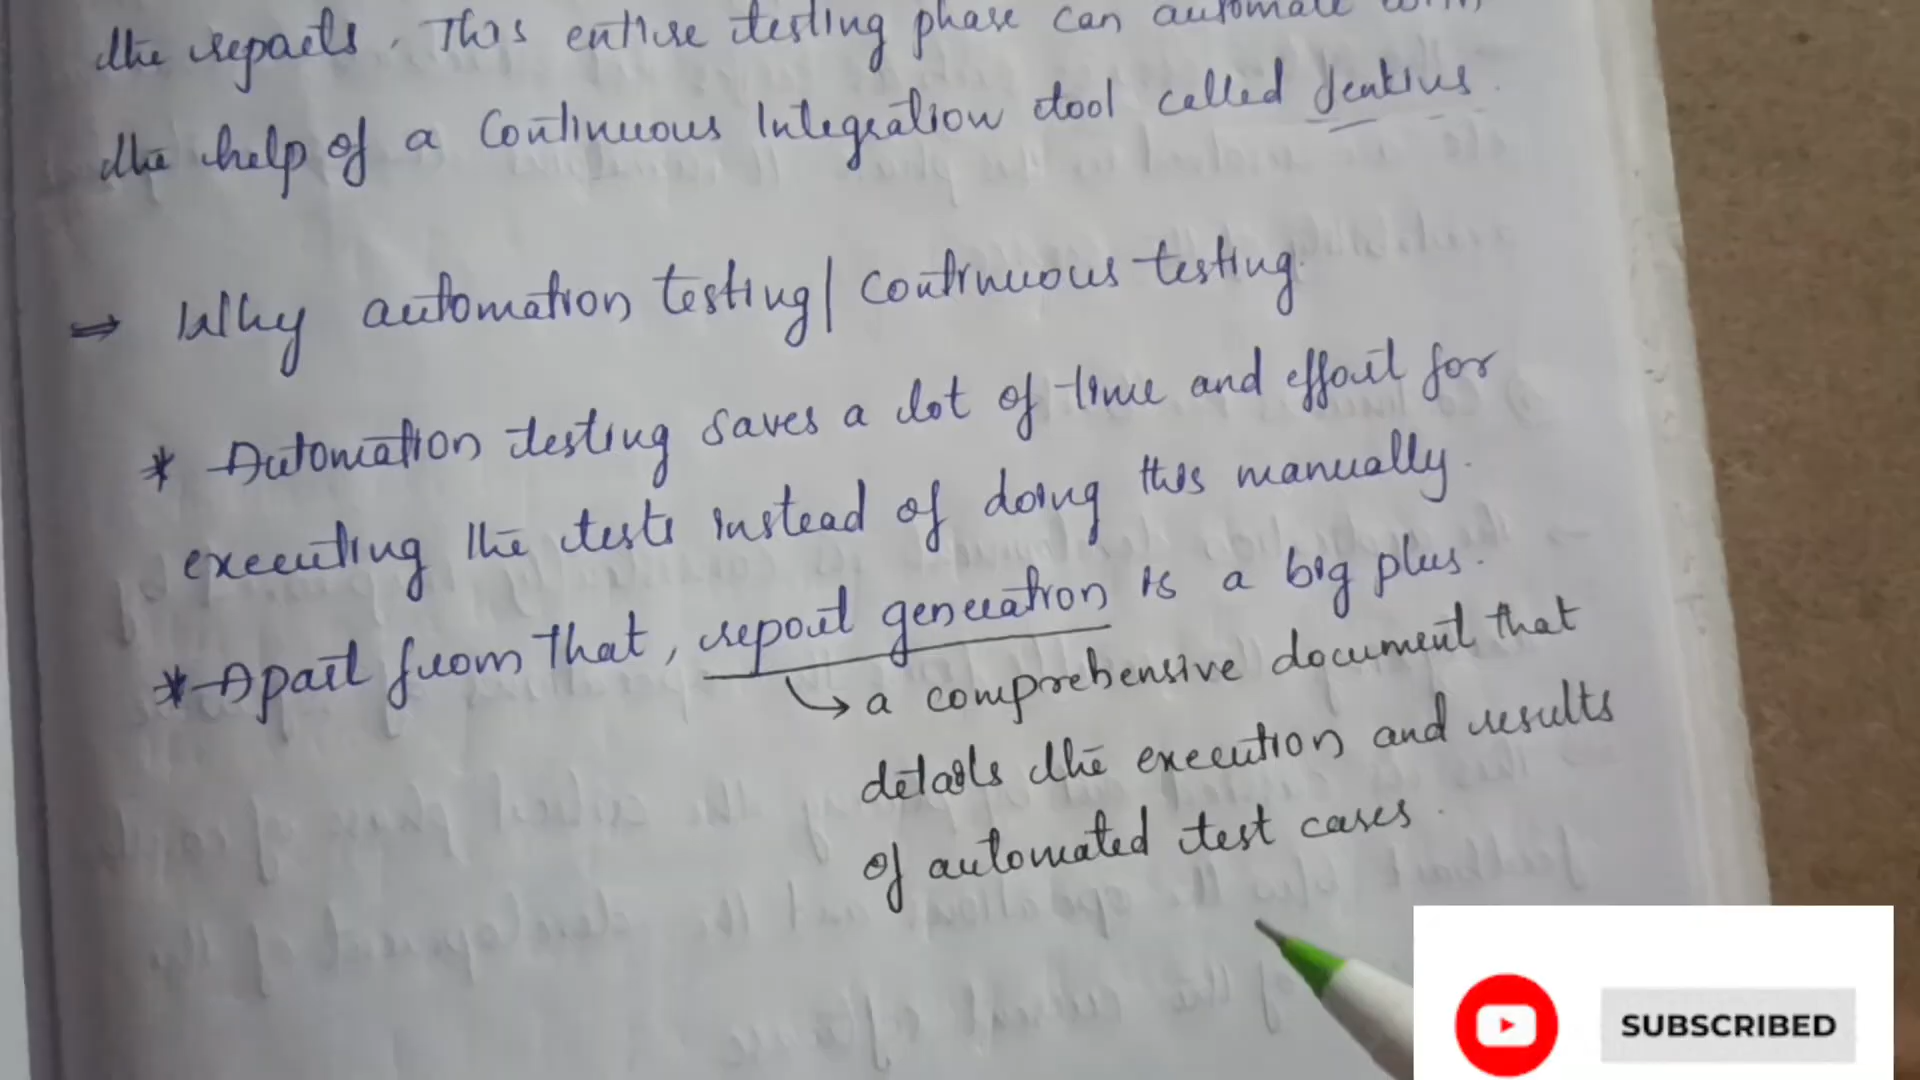 the reports. This entire testing phase can automate with
the help of a Continuous Integration tool called Jenkins.
⇒ Why automation testing/continuous testing.
* Automation testing saves a lot of time and effort for
executing the tests instead of doing this manually.
* Apart from that, report generation is a big plus.
↳ a comprehensive document that
details the execution and results
of automated test cases.
SUBSCRIBED